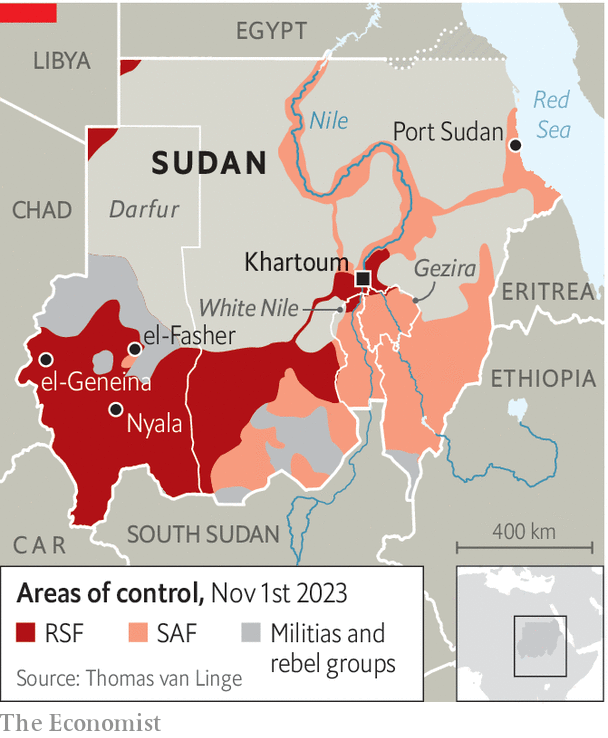 EGYPT
LIBYA
Red
Sea
Nile
Port Sudan
SUDAN
CHAD
Darfur
Khartoum
Gezira
White Nile
ERITREA
el-Fasher
ETHIOPIA
el-Geneina
Nyala
SOUTH SUDAN
400 km
CAR
Areas of control, Nov 1st 2023
RSF
SAF
Militias and
rebel groups
Source: Thomas van Linge
The Economist